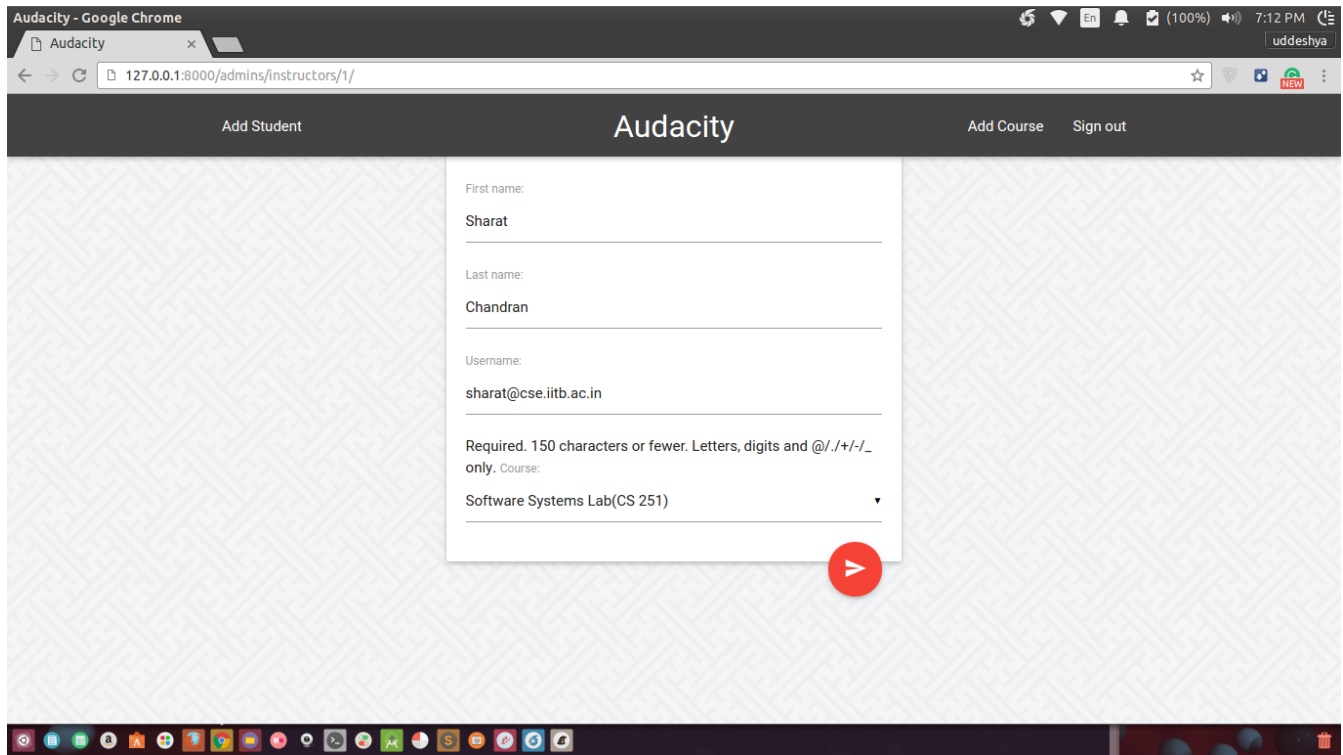 Audacity - Google Chrome
En (100%) 7:12 PM
Audacity
uddeshya
127.0.0.1:8000/admins/instructors/1/
NEW
Add Student Audacity Add Course Sign out
First name:
Sharat
Last name:
Chandran
Username:
sharat@cse.iitb.ac.in
Required. 150 characters or fewer. Letters, digits and @/./+/-/_
only. Course:
Software Systems Lab(CS 251)